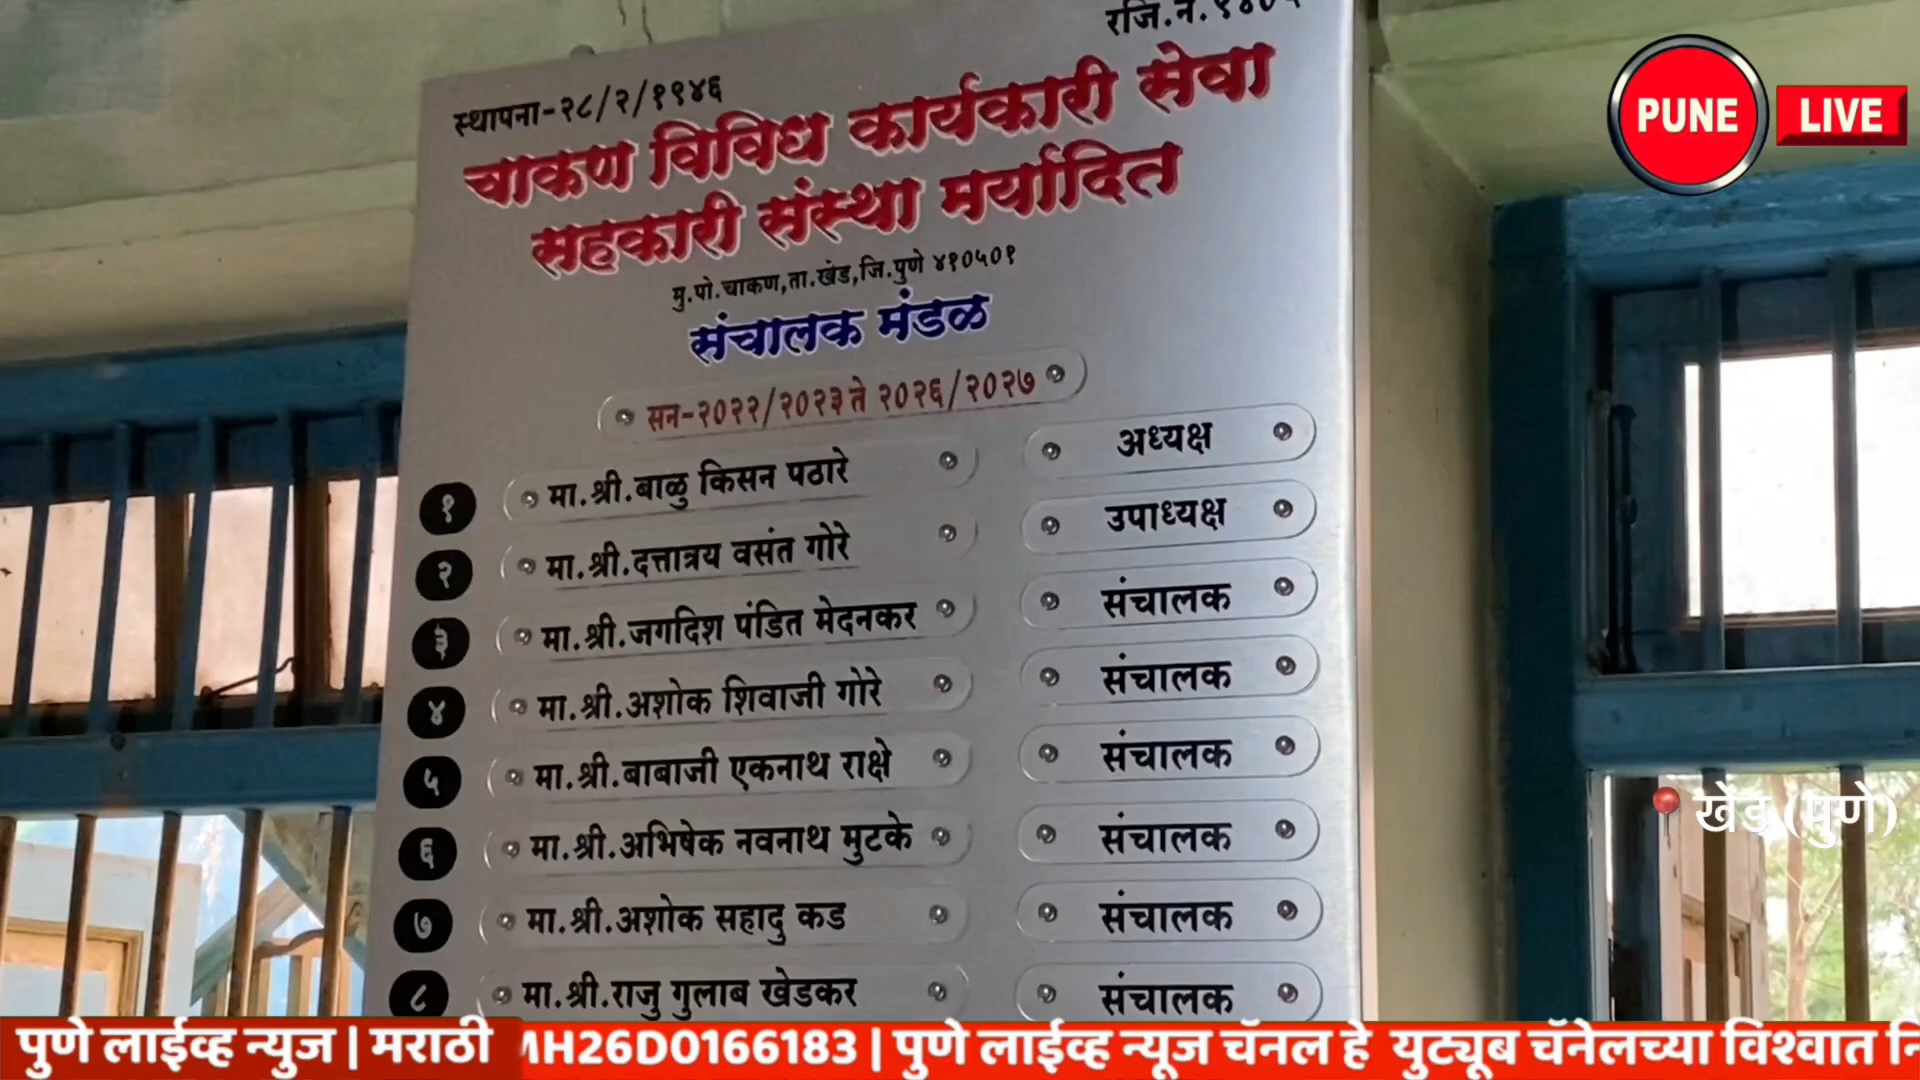 रजि.नं.
स्थापना-२८/२/१९४६
चाकण विविध कार्यकारी सेवा
सहकारी संस्था मर्यादित
मु.पो.चाकण,ता.खेड,जि.पुणे ४१०५०१
संचालक मंडळ
सन-२०२२/२०२३ ते २०२६/२०२७
१ मा.श्री.बाळु किसन पठारे अध्यक्ष
२ मा.श्री.दत्तात्रय वसंत गोरे उपाध्यक्ष
३ मा.श्री.जगदिश पंडित मेदनकर संचालक
४ मा.श्री.अशोक शिवाजी गोरे संचालक
५ मा.श्री.बाबाजी एकनाथ राक्षे संचालक
६ मा.श्री.अभिषेक नवनाथ मुटके संचालक
७ मा.श्री.अशोक सहादु कड संचालक
८ मा.श्री.राजु गुलाब खेडकर संचालक
PUNE LIVE
खेड (पुणे)
पुणे लाईव्ह न्युज | मराठी MH26D0166183 | पुणे लाईव्ह न्यूज चॅनल हे युट्यूब चॅनेलच्या विश्वात